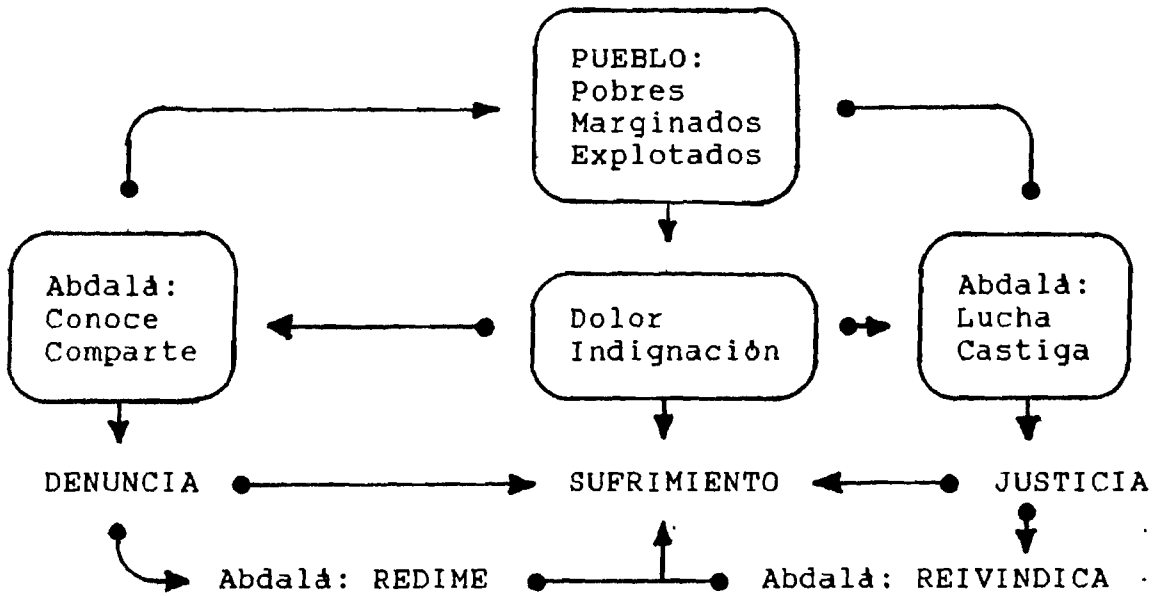 PUEBLO:
Pobres
Marginados
Explotados
Abdalá:
Conoce
Comparte
Dolor
Indignación
Abdalá:
Lucha
Castiga
DENUNCIA
SUFRIMIENTO
JUSTICIA
Abdalá: REDIME
Abdalá: REIVINDICA